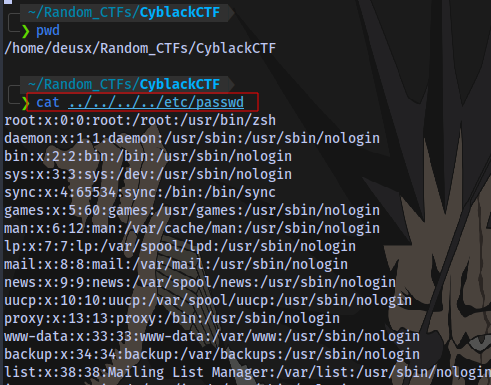 ~/Random_CTFs/CyblackCTF
❯ pwd
/home/deusx/Random_CTFs/CyblackCTF
~/Random_CTFs/CyblackCTF
❯ cat ../../../../etc/passwd
root:x:0:0:root:/root:/usr/bin/zsh
daemon:x:1:1:daemon:/usr/sbin:/usr/sbin/nologin
bin:x:2:2:bin:/bin:/usr/sbin/nologin
sys:x:3:3:sys:/dev:/usr/sbin/nologin
sync:x:4:65534:sync:/bin:/bin/sync
games:x:5:60:games:/usr/games:/usr/sbin/nologin
man:x:6:12:man:/var/cache/man:/usr/sbin/nologin
lp:x:7:7:lp:/var/spool/lpd:/usr/sbin/nologin
mail:x:8:8:mail:/var/mail:/usr/sbin/nologin
news:x:9:9:news:/var/spool/news:/usr/sbin/nologin
uucp:x:10:10:uucp:/var/spool/uucp:/usr/sbin/nologin
proxy:x:13:13:proxy:/bin:/usr/sbin/nologin
www-data:x:33:33:www-data:/var/www:/usr/sbin/nologin
backup:x:34:34:backup:/var/backups:/usr/sbin/nologin
list:x:38:38:Mailing List Manager:/var/list:/usr/sbin/nologin